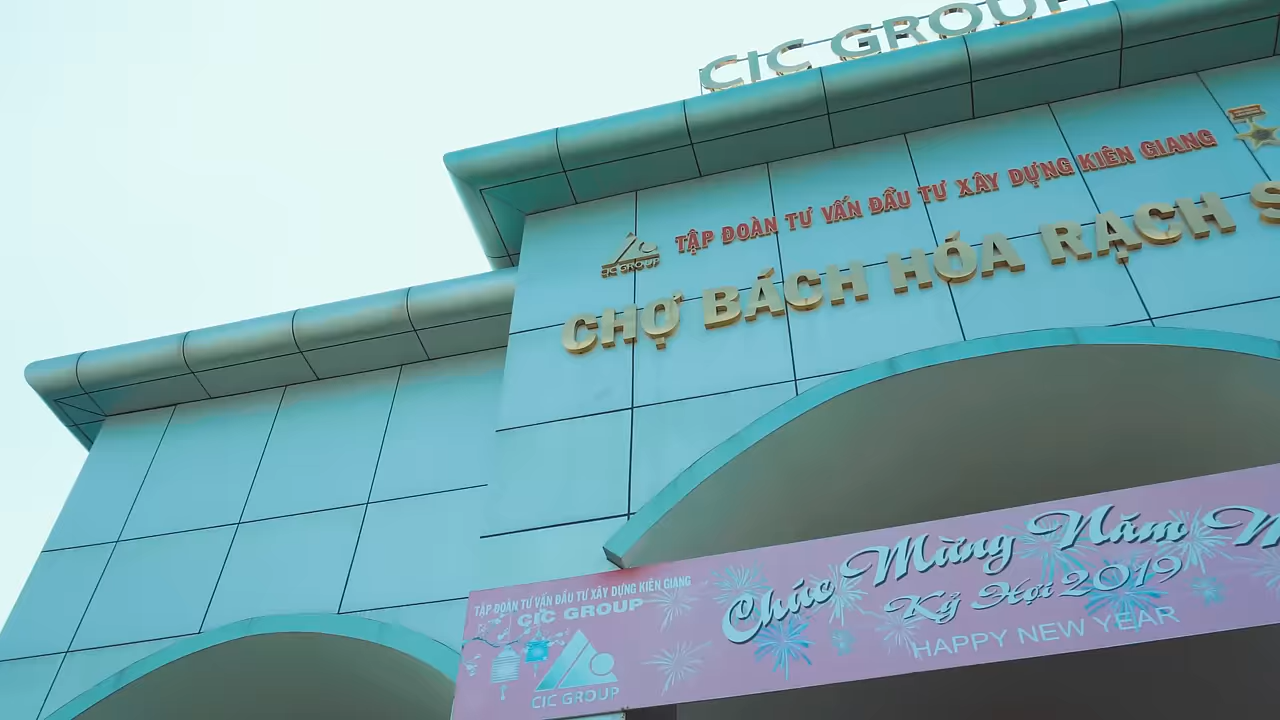 CIC GROUP
TẬP ĐOÀN TƯ VẤN ĐẦU TƯ XÂY DỰNG KIÊN GIANG
CIC GROUP
CHỢ BÁCH HÓA RẠCH S
TẬP ĐOÀN TƯ VẤN ĐẦU TƯ XÂY DỰNG KIÊN GIANG
CIC GROUP
CIC GROUP
Chúc Mừng Năm M
Kỷ Hợi 2019
HAPPY NEW YEAR